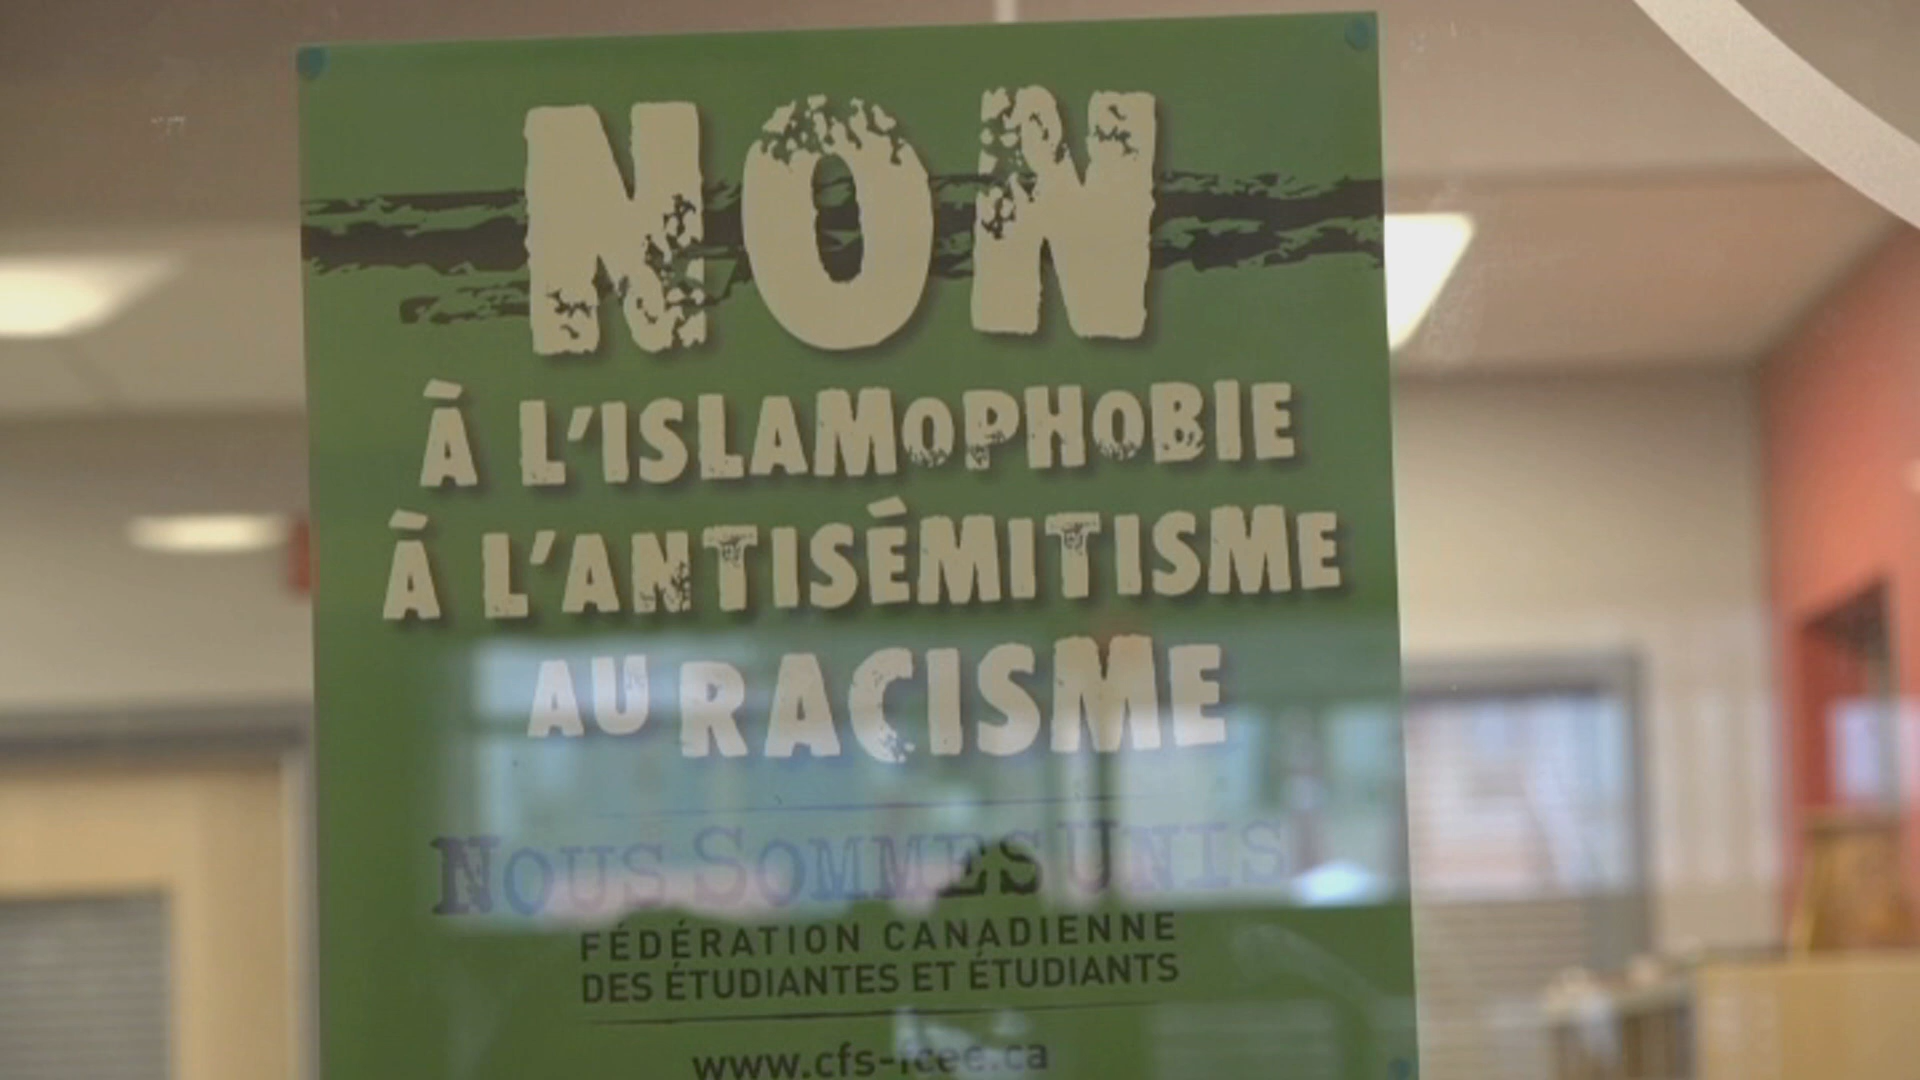 NON
À L'ISLAMOPHOBIE
À L'ANTISÉMITISME
AU RACISME
NOUS SOMMES UNIS
FÉDÉRATION CANADIENNE
DES ÉTUDIANTES ET ÉTUDIANTS
www.cfs-fcee.ca